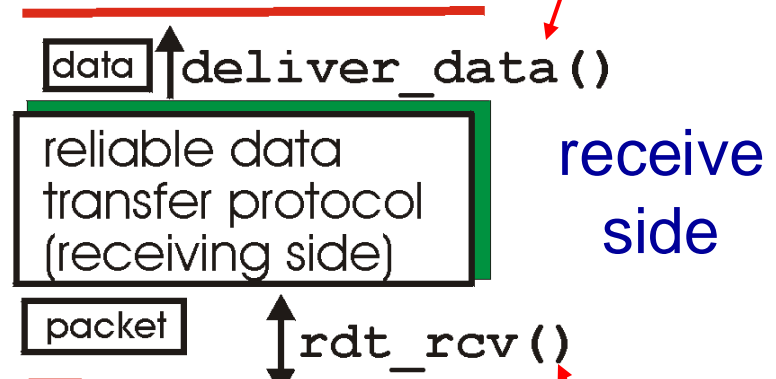 data deliver_data()
reliable data
transfer protocol
(receiving side)
receive
side
packet rdt_rcv()